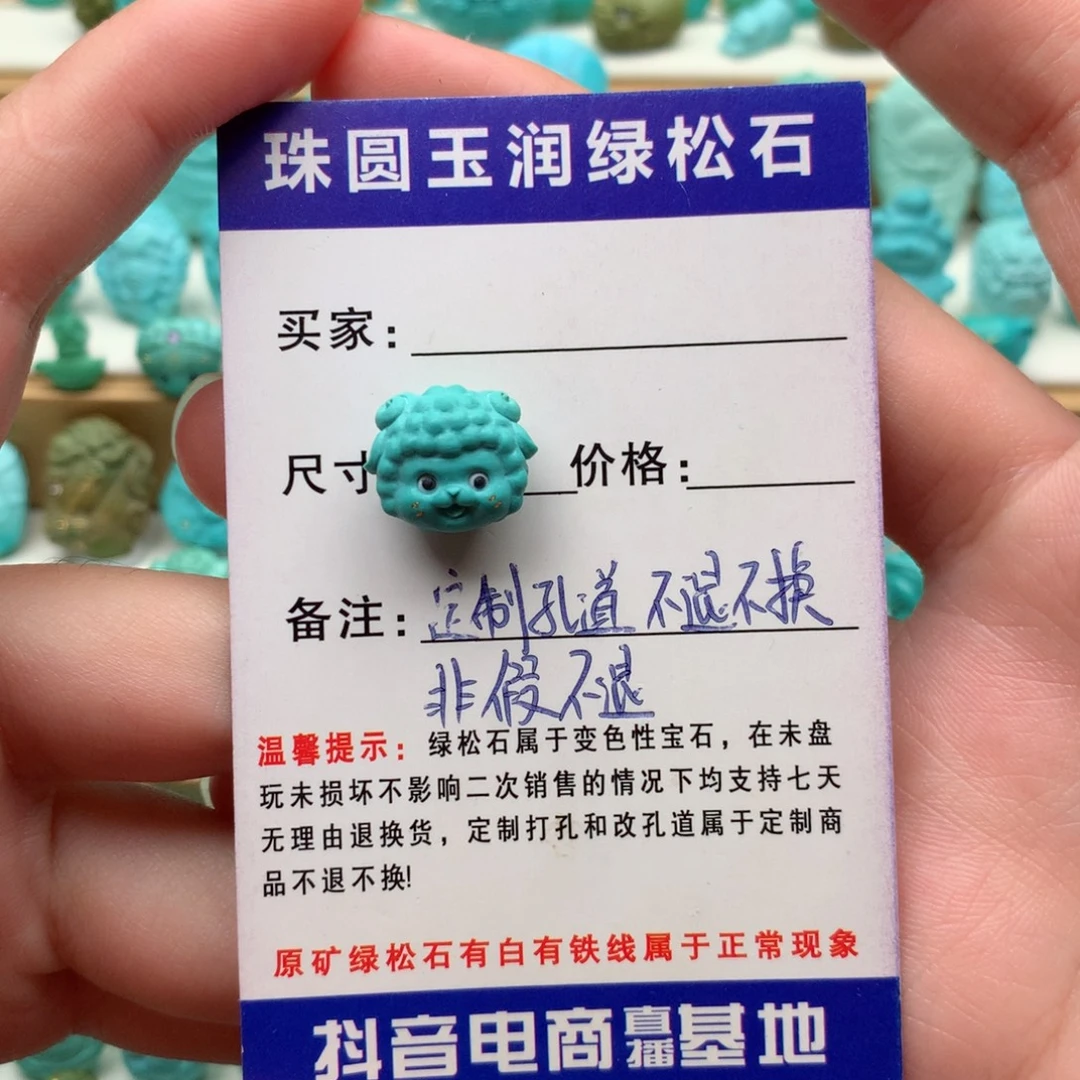 珠圆玉润绿松石
买家：
尺寸 价格：
备注：定制孔道 不退不换
非假不退
温馨提示：绿松石属于变色性宝石，在未盘
玩未损坏不影响二次销售的情况下均支持七天
无理由退换货，定制打孔和改孔道属于定制商
品不退不换!
原矿绿松石有白有铁线属于正常现象
抖音电商直播基地